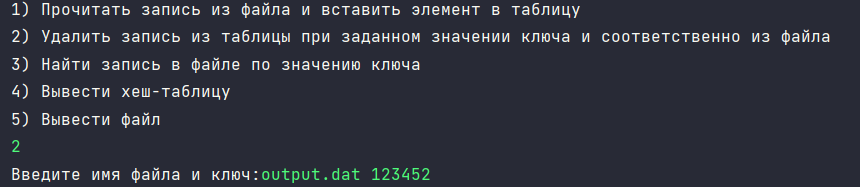 1) Прочитать запись из файла и вставить элемент в таблицу
2) Удалить запись из таблицы при заданном значении ключа и соответственно из файла
3) Найти запись в файле по значению ключа
4) Вывести хеш-таблицу
5) Вывести файл
2
Введите имя файла и ключ:output.dat 123452